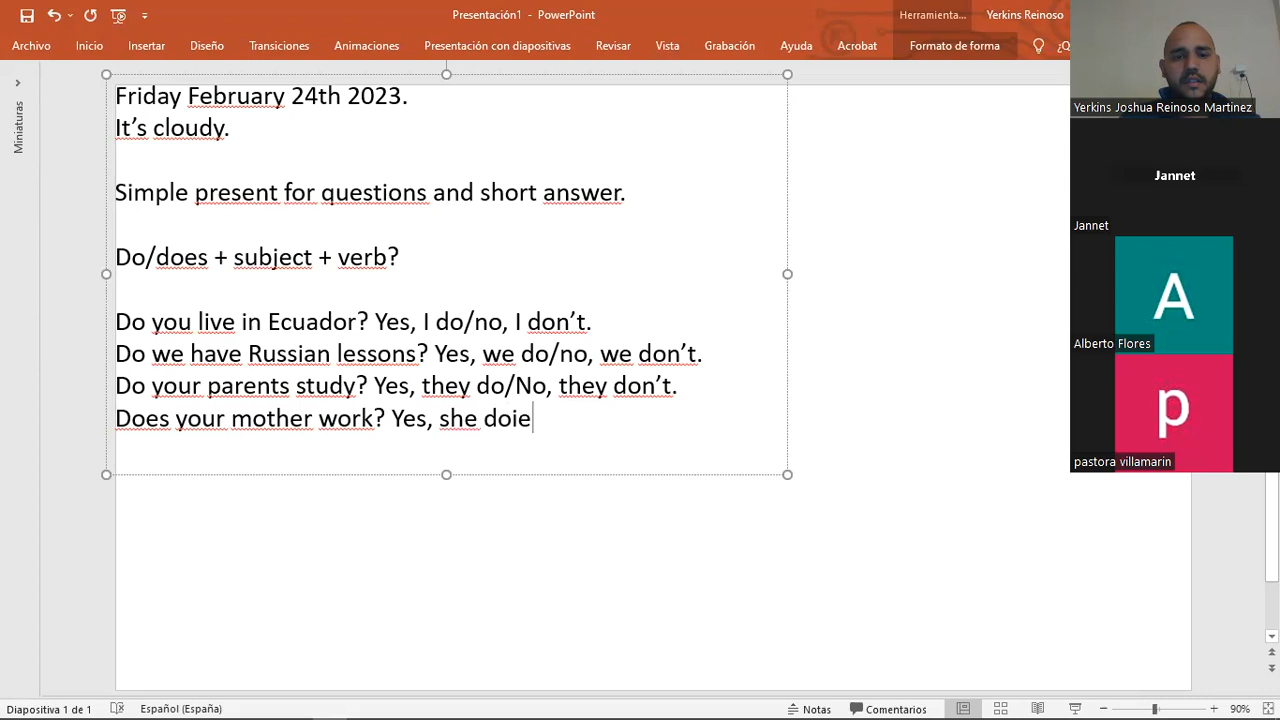 Presentación1 - PowerPoint
Herramienta...
Yerkins Reinoso
Archivo
Inicio
Insertar
Diseño
Transiciones
Animaciones
Presentación con diapositivas
Revisar
Vista
Grabación
Ayuda
Acrobat
Formato de forma
¿Q
Miniaturas
Friday February 24th 2023.
It’s cloudy.
Simple present for questions and short answer.
Do/does + subject + verb?
Do you live in Ecuador? Yes, I do/no, I don’t.
Do we have Russian lessons? Yes, we do/no, we don’t.
Do your parents study? Yes, they do/No, they don’t.
Does your mother work? Yes, she doie
Yerkins Joshua Reinoso Martinez
Jannet
Jannet
A
Alberto Flores
p
pastora villamarin
Diapositiva 1 de 1
Español (España)
Notas
Comentarios
90%